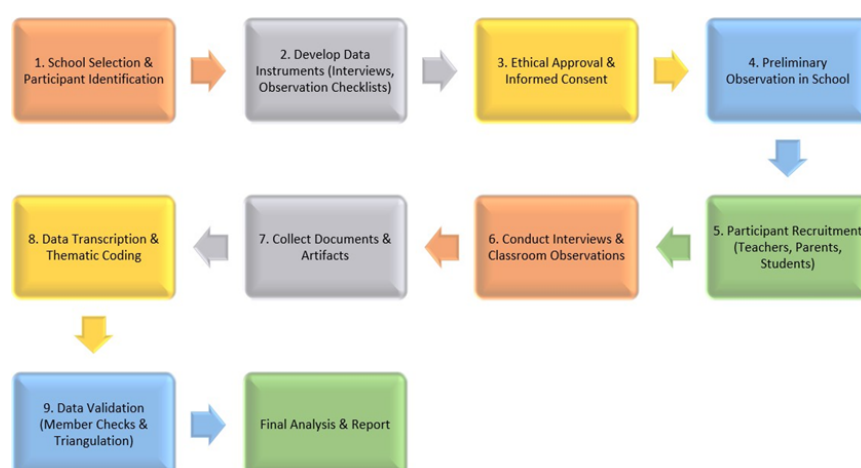 1. School Selection &
Participant Identification
2. Develop Data
Instruments (Interviews,
Observation Checklists)
3. Ethical Approval &
Informed Consent
4. Preliminary
Observation in School
5. Participant Recruitment
(Teachers, Parents,
Students)
6. Conduct Interviews &
Classroom Observations
7. Collect Documents &
Artifacts
8. Data Transcription &
Thematic Coding
9. Data Validation
(Member Checks &
Triangulation)
Final Analysis & Report